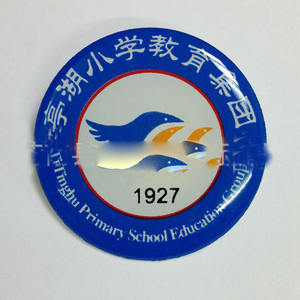 亭湖小学教育集团
1927
Tinghu Primary School Education Group